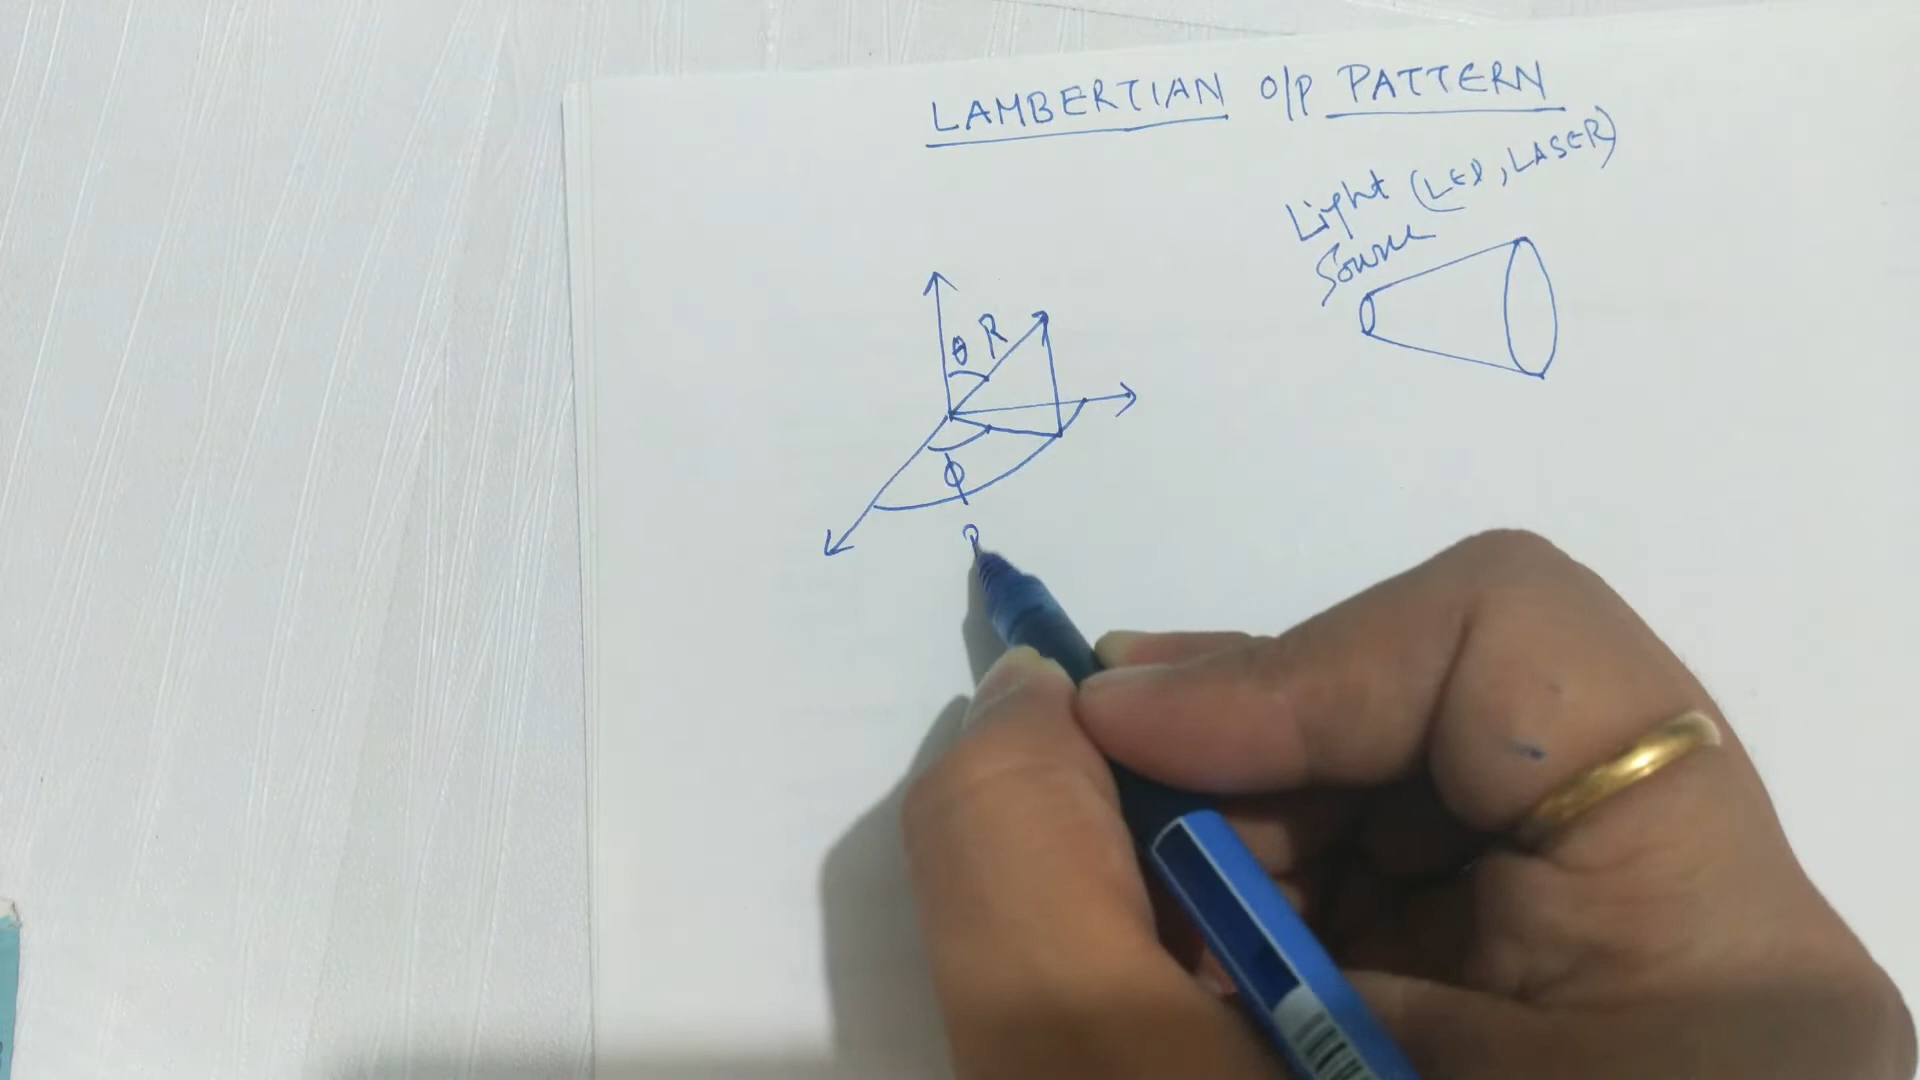 LAMBERTIAN O/P PATTERN
Light (LED, LASER)
Source
θ R
ϕ
R